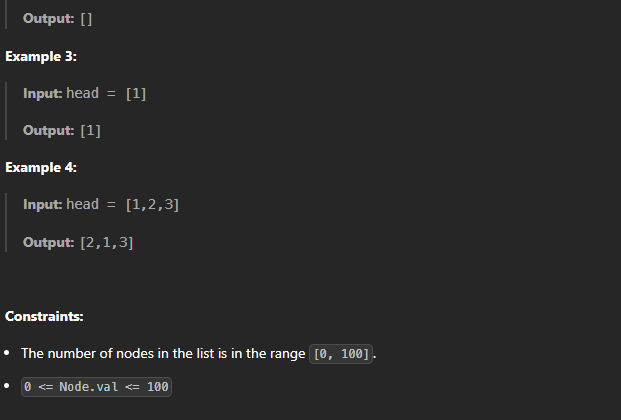 Output: []
Example 3:
Input: head = [1]
Output: [1]
Example 4:
Input: head = [1,2,3]
Output: [2,1,3]
Constraints:
• The number of nodes in the list is in the range [0, 100].
• 0 <= Node.val <= 100